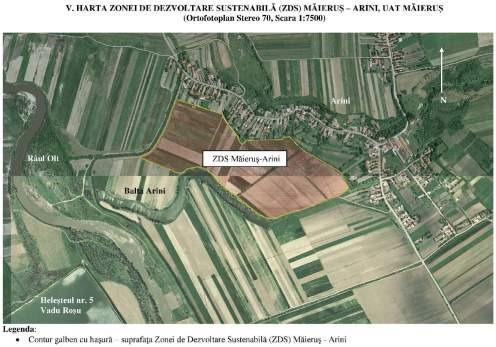 V. HARTA ZONEI DE DEZVOLTARE SUSTENABILĂ (ZDS) MĂIERUȘ – ARINI, UAT MĂIERUȘ
(Ortofotoplan Stereo 70, Scara 1:7500)
Arini
N
ZDS Măieruș-Arini
Râul Olt
Balta Arini
Heleșteul nr. 5
Vadu Roșu
Legenda:
• Contur galben cu hașură – suprafața Zonei de Dezvoltare Sustenabilă (ZDS) Măieruș - Arini